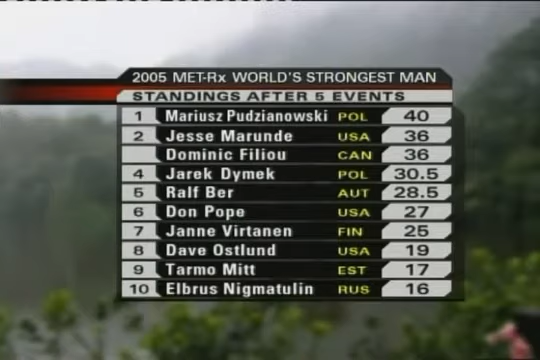 2005 MET-Rx WORLD'S STRONGEST MAN
STANDINGS AFTER 5 EVENTS
1 Mariusz Pudzianowski POL 40
2 Jesse Marunde USA 36
Dominic Filiou CAN 36
4 Jarek Dymek POL 30.5
5 Ralf Ber AUT 28.5
6 Don Pope USA 27
7 Janne Virtanen FIN 25
8 Dave Ostlund USA 19
9 Tarmo Mitt EST 17
10 Elbrus Nigmatulin RUS 16